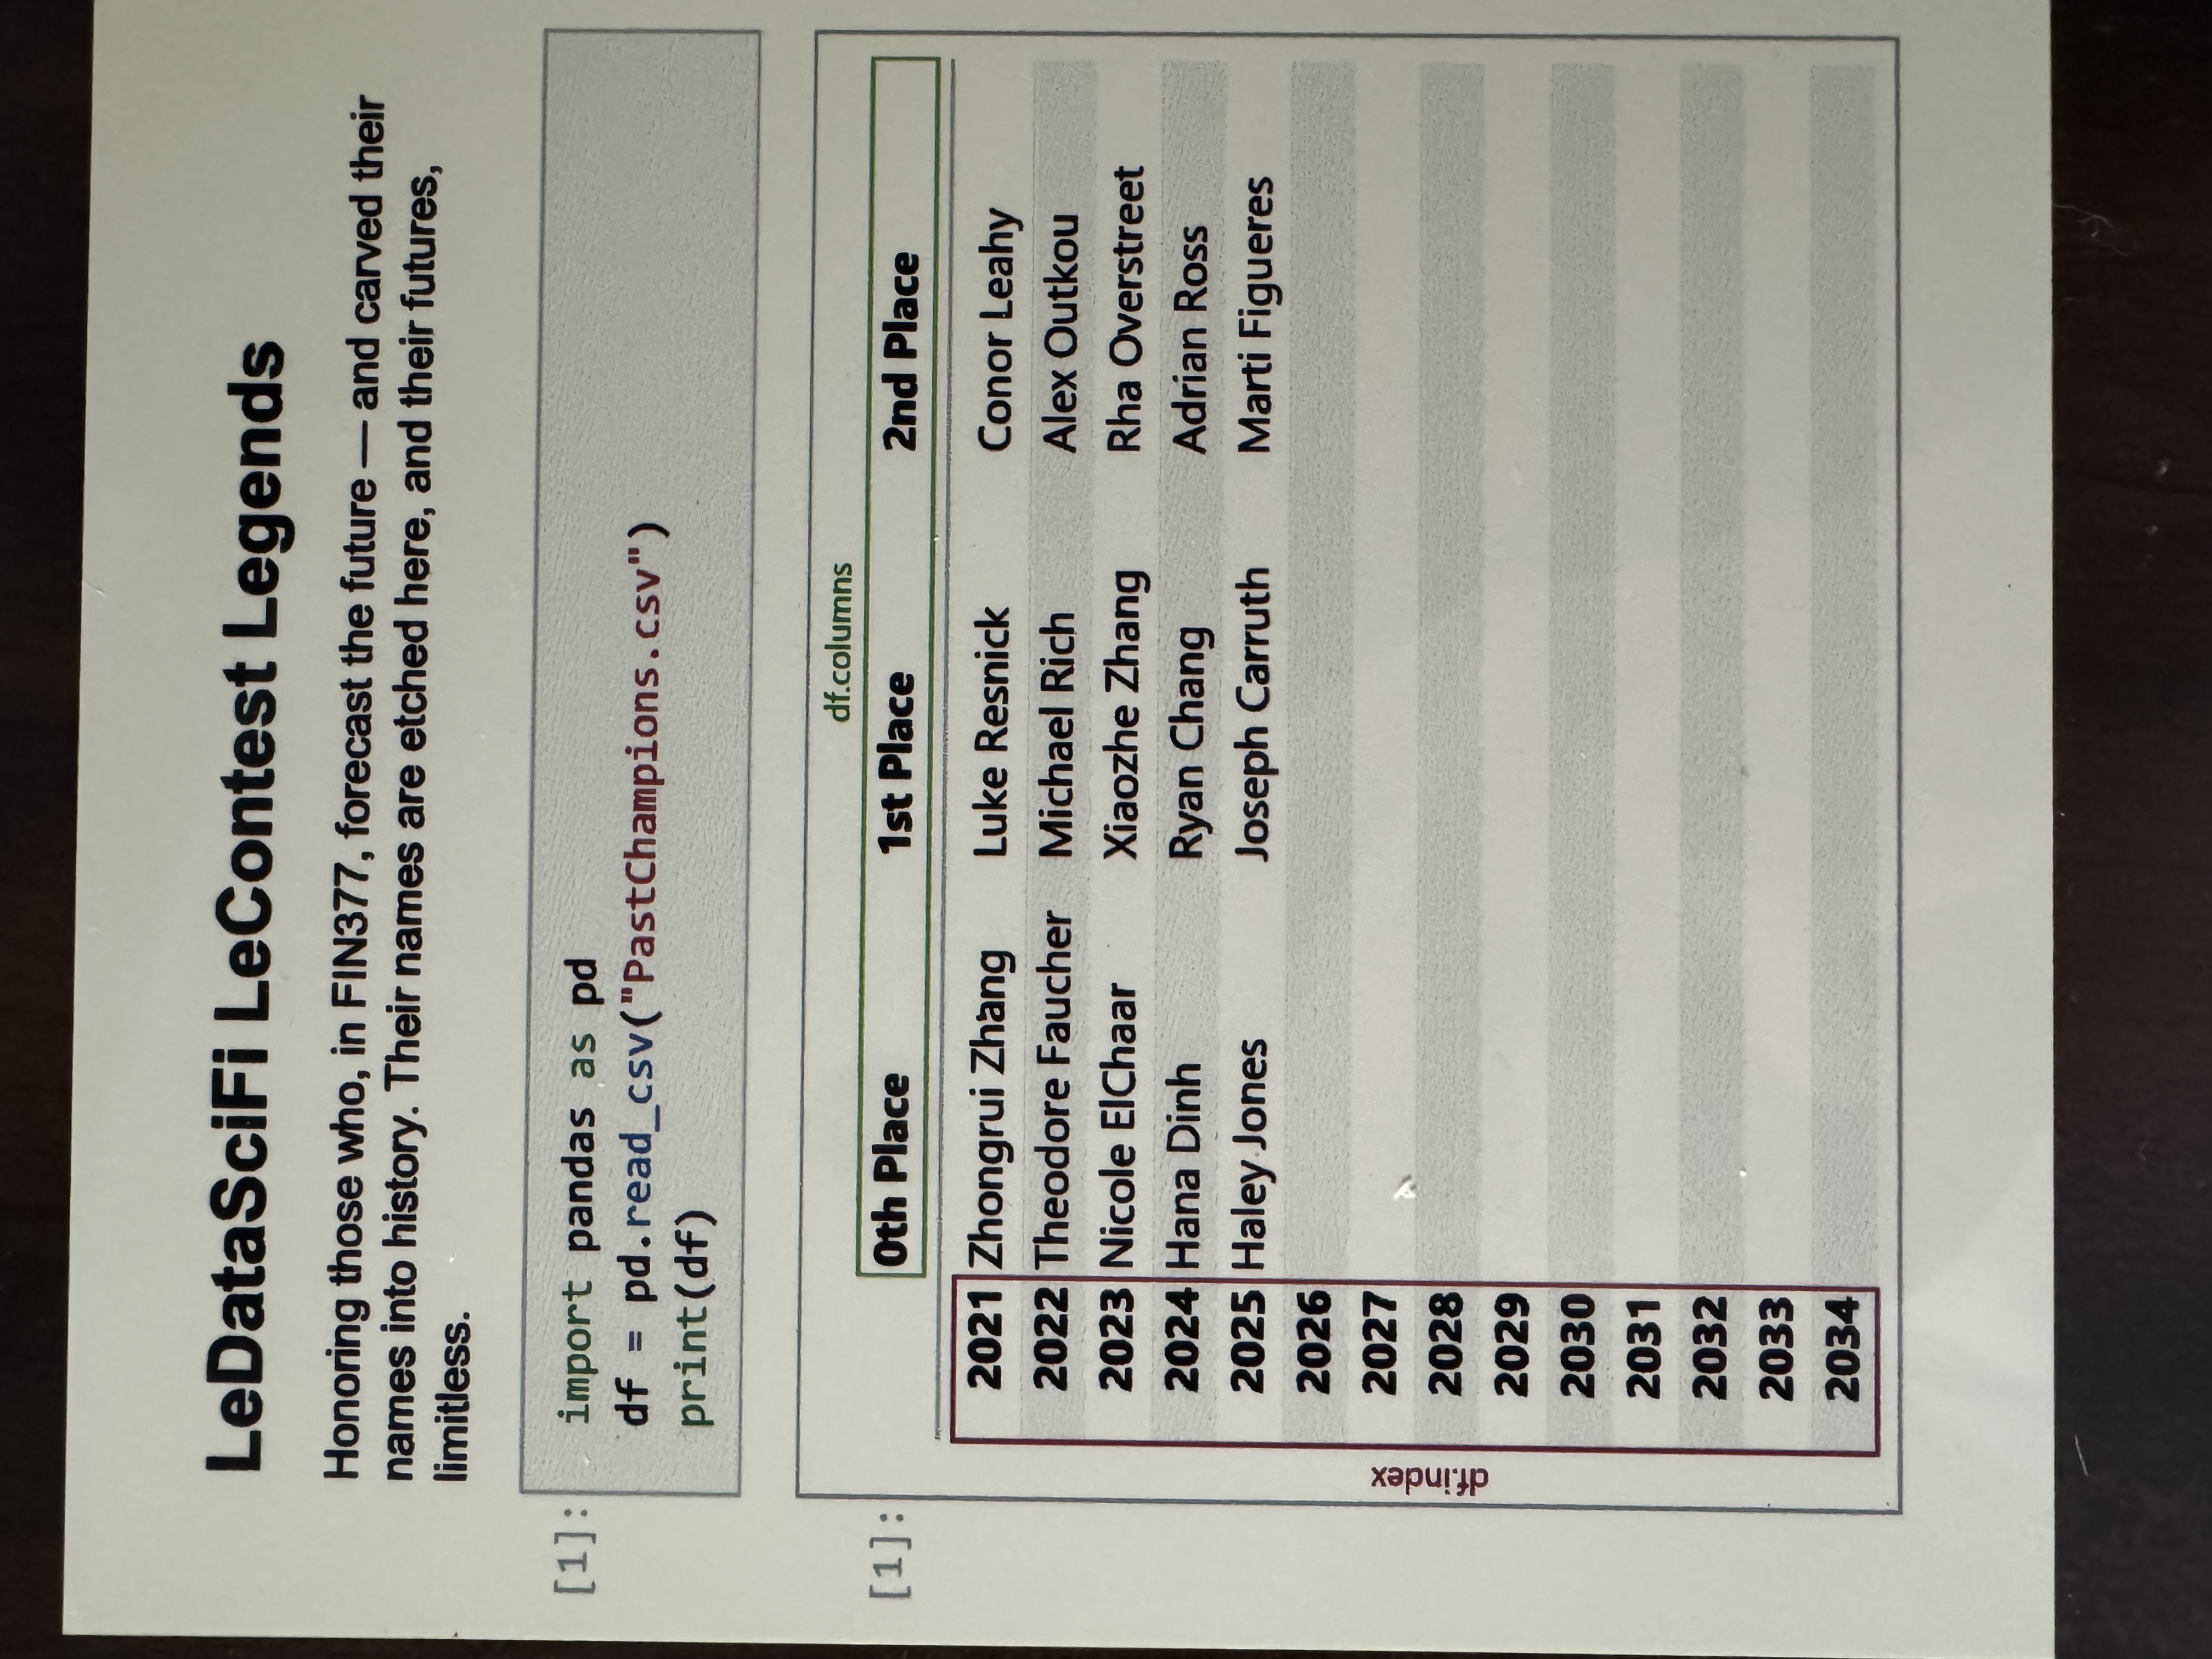 LeDataSciFi LeContest Legends
Honoring those who, in FIN377, forecast the future — and carved their
names into history. Their names are etched here, and their futures,
limitless.
[1]:
import pandas as pd
df = pd.read_csv("PastChampions.csv")
print(df)
[1]:
df.columns
0th Place 1st Place 2nd Place
df.index
2021 Zhongrui Zhang Luke Resnick Conor Leahy
2022 Theodore Faucher Michael Rich Alex Outkou
2023 Nicole ElChaar Xiaozhe Zhang Rha Overstreet
2024 Hana Dinh Ryan Chang Adrian Ross
2025 Haley Jones Joseph Carruth Marti Figueres
2026
2027
2028
2029
2030
2031
2032
2033
2034